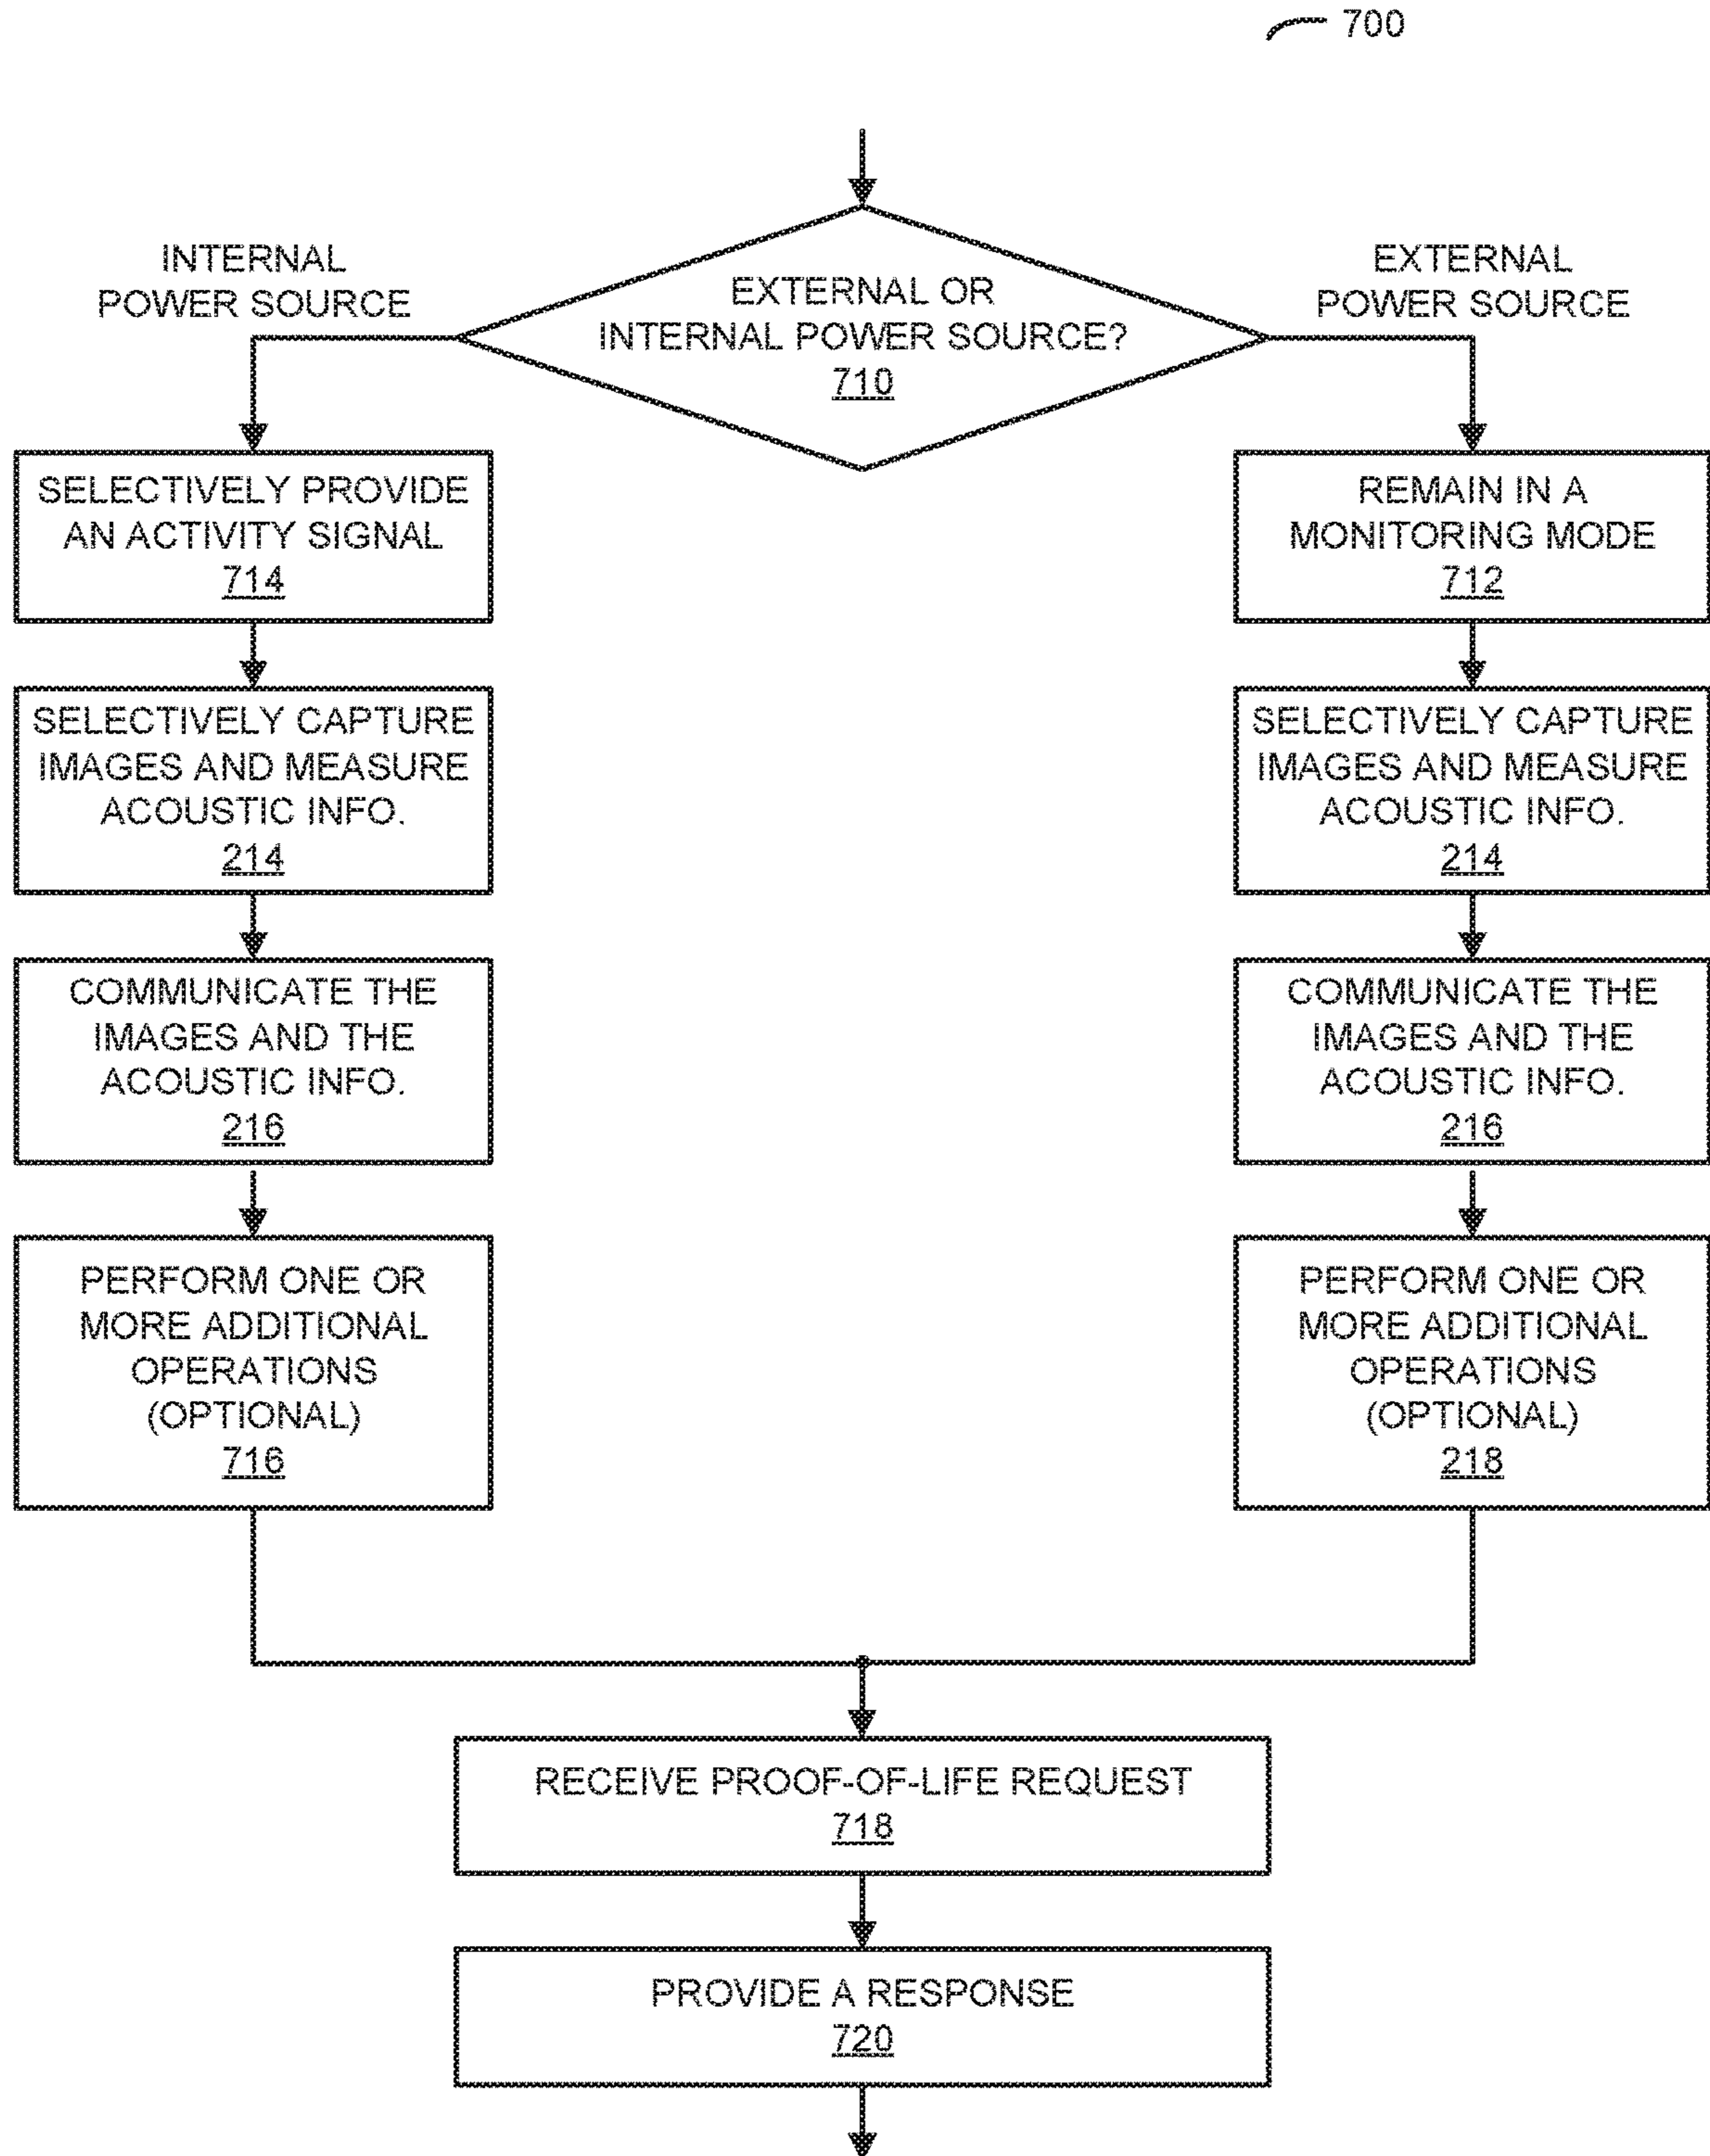 700
INTERNAL
POWER SOURCE
EXTERNAL OR
INTERNAL POWER SOURCE?
710
EXTERNAL
POWER SOURCE
SELECTIVELY PROVIDE
AN ACTIVITY SIGNAL
714
REMAIN IN A
MONITORING MODE
712
SELECTIVELY CAPTURE
IMAGES AND MEASURE
ACOUSTIC INFO.
214
SELECTIVELY CAPTURE
IMAGES AND MEASURE
ACOUSTIC INFO.
214
COMMUNICATE THE
IMAGES AND THE
ACOUSTIC INFO.
216
COMMUNICATE THE
IMAGES AND THE
ACOUSTIC INFO.
216
PERFORM ONE OR
MORE ADDITIONAL
OPERATIONS
(OPTIONAL)
716
PERFORM ONE OR
MORE ADDITIONAL
OPERATIONS
(OPTIONAL)
218
RECEIVE PROOF-OF-LIFE REQUEST
718
PROVIDE A RESPONSE
720